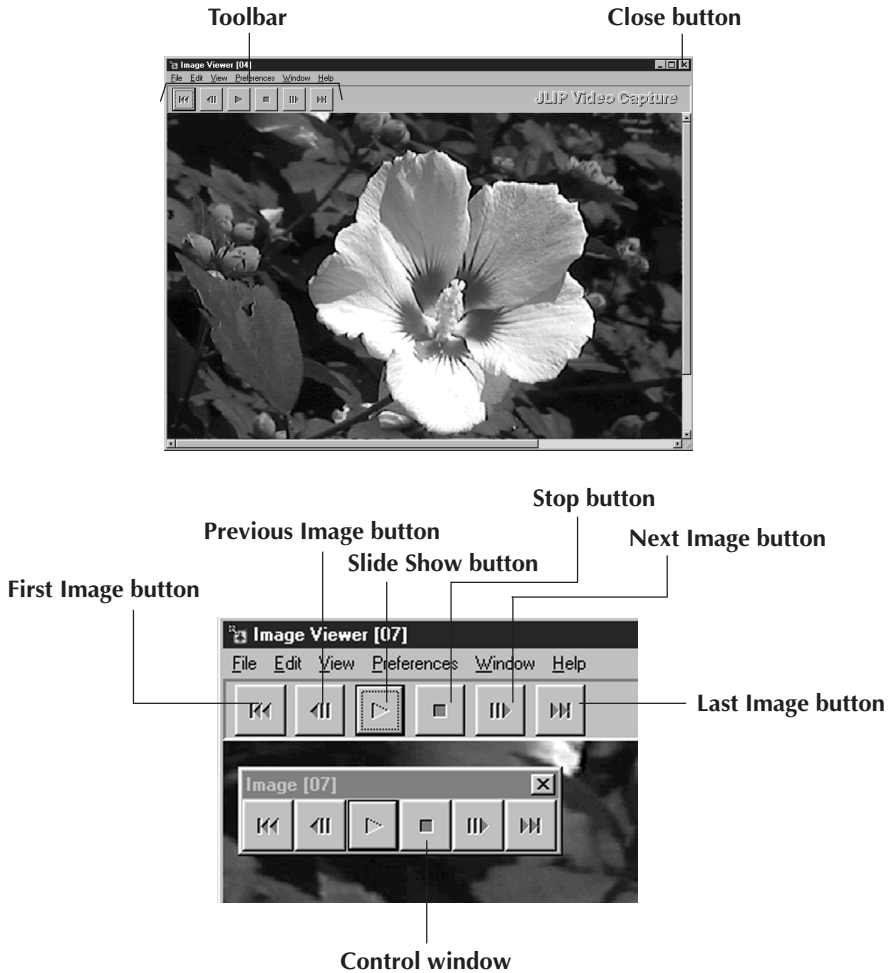 Toolbar
Close button
Image Viewer [04]
File Edit View Preferences Window Help
JLIP Video Capture
Stop button
Previous Image button
Next Image button
Slide Show button
First Image button
Image Viewer [07]
File Edit View Preferences Window Help
Last Image button
Image [07]
Control window